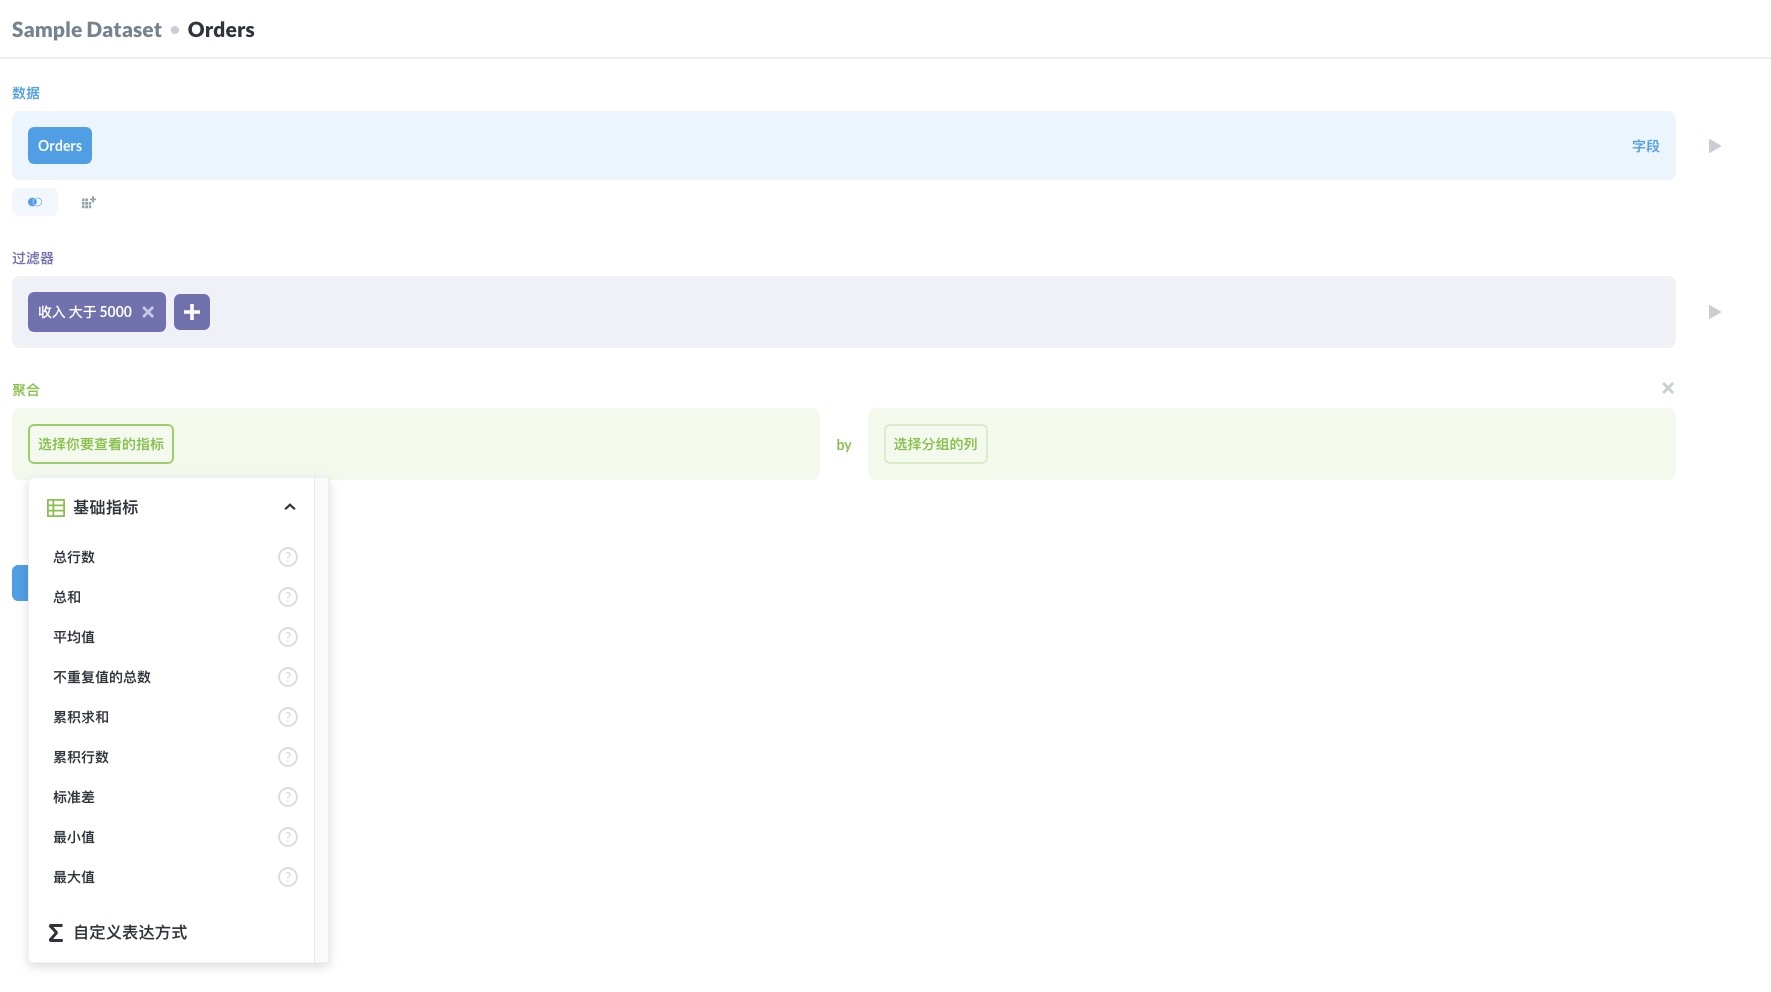 Sample Dataset • Orders
数据
Orders
字段
过滤器
收入 大于 5000
聚合
选择你要查看的指标
by
选择分组的列
基础指标
总行数
总和
平均值
不重复值的总数
累积求和
累积行数
标准差
最小值
最大值
自定义表达方式